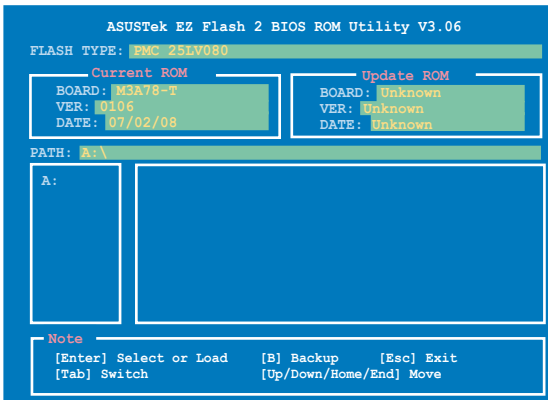 ASUSTek EZ Flash 2 BIOS ROM Utility V3.06
FLASH TYPE: PMC 25LV080
Current ROM
BOARD: M3A78-T
VER: 0106
DATE: 07/02/08
Update ROM
BOARD: Unknown
VER: Unknown
DATE: Unknown
PATH: A:\
A:
Note
[Enter] Select or Load [B] Backup [Esc] Exit
[Tab] Switch [Up/Down/Home/End] Move